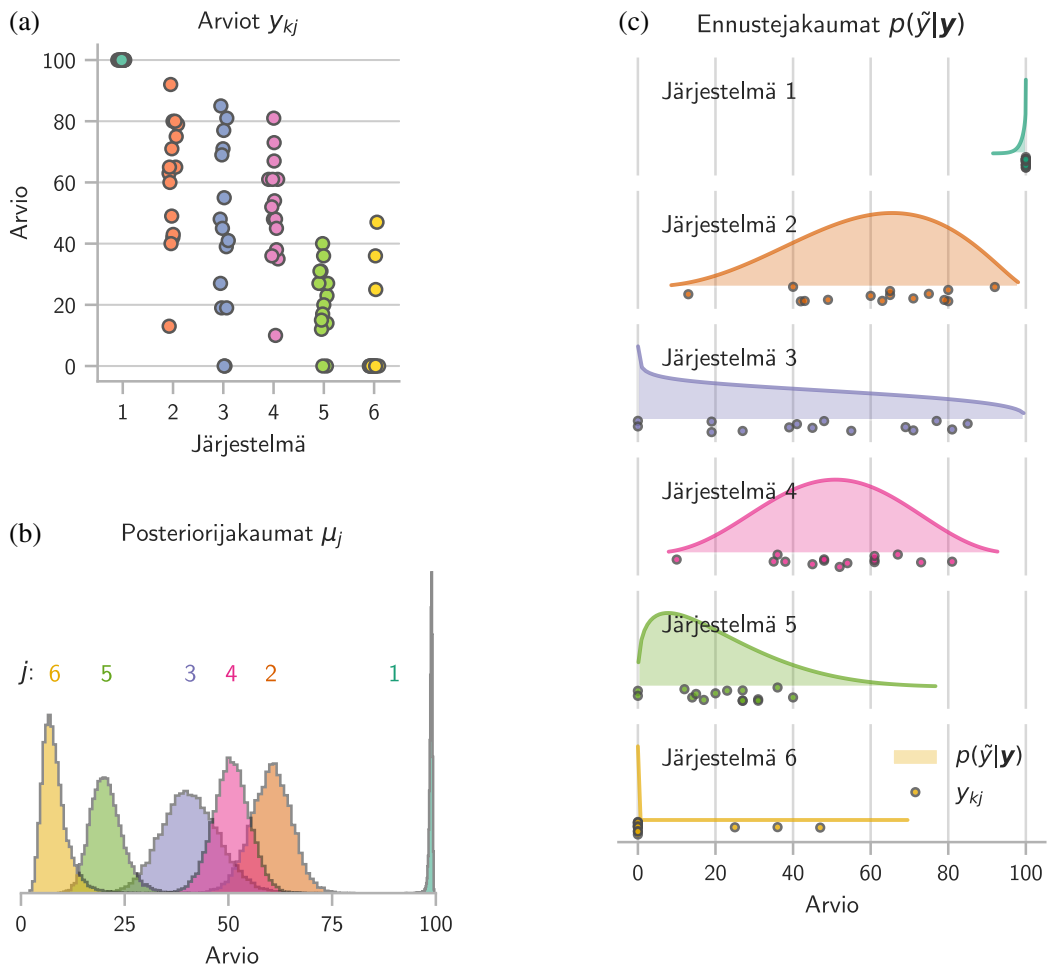 (a)
Arviot y_kj
100
80
60
40
20
0
Arvio
1 2 3 4 5 6
Järjestelmä
(b)
Posteriorijakaumat μ_j
j: 6 5 3 4 2 1
0 25 50 75 100
Arvio
(c)
Ennustejakaumat p(ỹ|y)
Järjestelmä 1
Järjestelmä 2
Järjestelmä 3
Järjestelmä 4
Järjestelmä 5
Järjestelmä 6
p(ỹ|y)
y_kj
0 20 40 60 80 100
Arvio